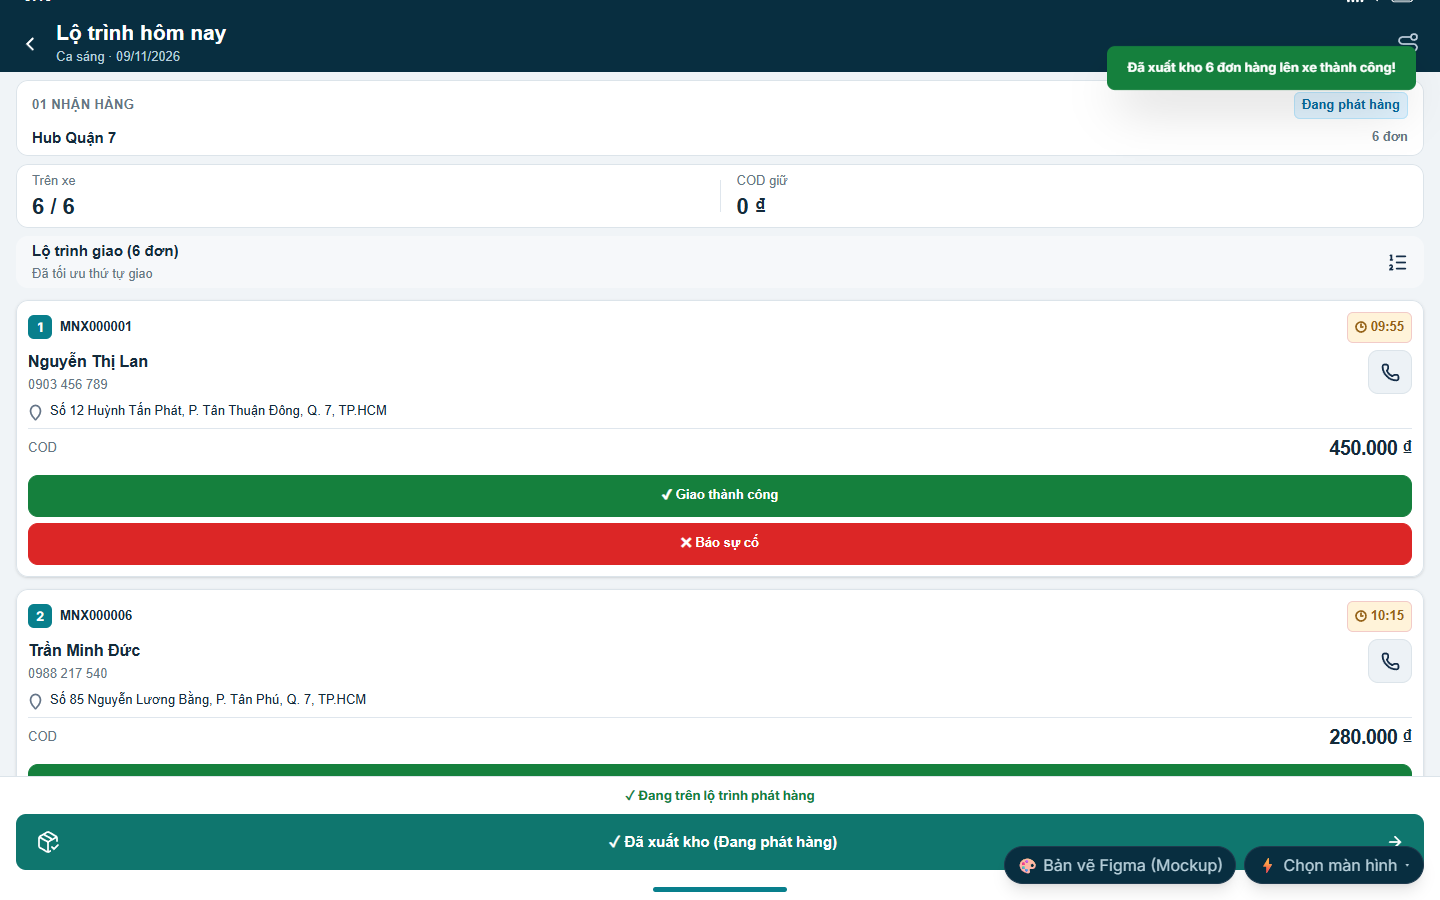 Lộ trình hôm nay
Ca sáng · 09/11/2026
Đã xuất kho 6 đơn hàng lên xe thành công!
01 NHẬN HÀNG
Đang phát hàng
Hub Quận 7
6 đơn
Trên xe
6 / 6
COD giữ
0 ₫
Lộ trình giao (6 đơn)
Đã tối ưu thứ tự giao
1 MNX000001
09:55
Nguyễn Thị Lan
0903 456 789
Số 12 Huỳnh Tấn Phát, P. Tân Thuận Đông, Q. 7, TP.HCM
COD
450.000 ₫
✓ Giao thành công
✕ Báo sự cố
2 MNX000006
10:15
Trần Minh Đức
0988 217 540
Số 85 Nguyễn Lương Bằng, P. Tân Phú, Q. 7, TP.HCM
COD
280.000 ₫
✓ Đang trên lộ trình phát hàng
✓ Đã xuất kho (Đang phát hàng)
Bản vẽ Figma (Mockup)
Chọn màn hình